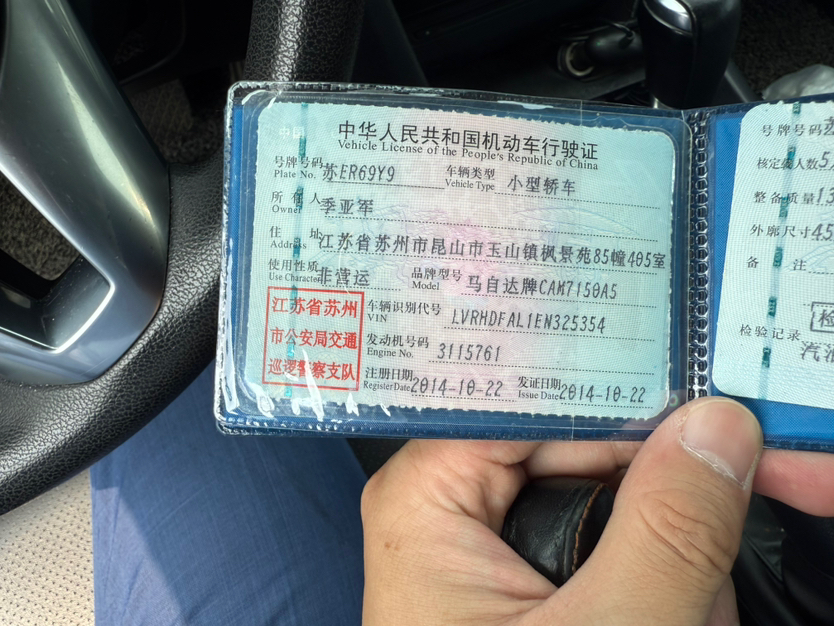 中华人民共和国机动车行驶证
Vehicle License of the People's Republic of China
号牌号码 苏ER69Y9 车辆类型 小型轿车
Plate No. Vehicle Type
所有人 季亚军
Owner
住址 江苏省苏州市昆山市玉山镇枫景苑85幢405室
Address
使用性质 非营运 品牌型号 马自达牌CAM7150A5
Use Character Model
江苏省苏州
市公安局交通
巡逻警察支队
车辆识别代号 LVRHDFAL1EN325354
VIN
发动机号码 3115761
Engine No.
注册日期 2014-10-22 发证日期 2014-10-22
Register Date Issue Date
号牌号码
核定载人数 5
整备质量 13
外廓尺寸 45
备注
检验记录
汽油